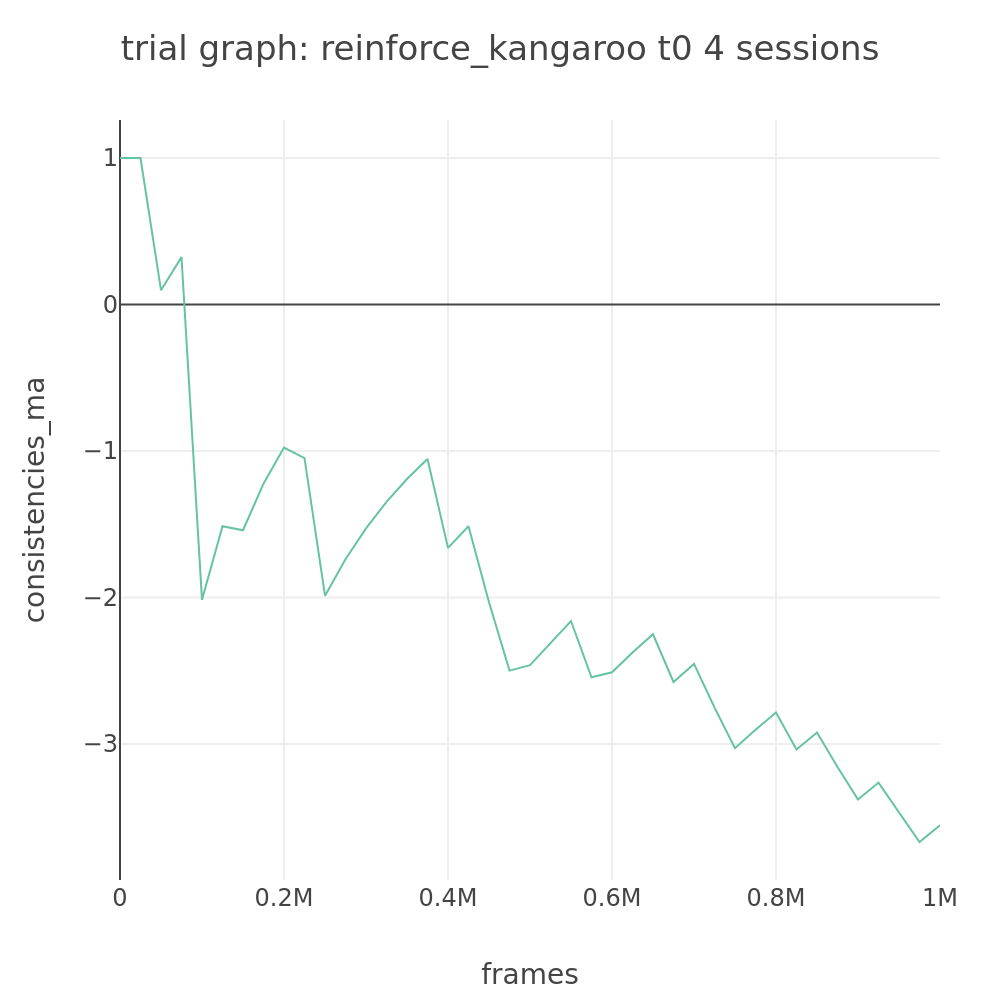 trial graph: reinforce_kangaroo t0 4 sessions
1
0
−1
−2
−3
consistencies_ma
0
0.2M
0.4M
0.6M
0.8M
1M
frames